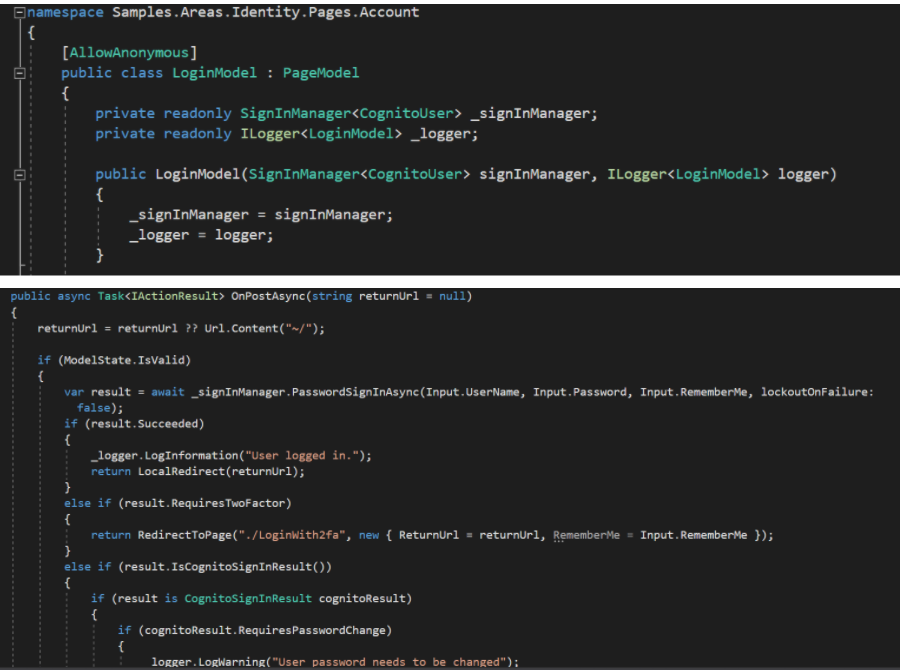 namespace Samples.Areas.Identity.Pages.Account
{
[AllowAnonymous]
public class LoginModel : PageModel
{
private readonly SignInManager<CognitoUser> _signInManager;
private readonly ILogger<LoginModel> _logger;
public LoginModel(SignInManager<CognitoUser> signInManager, ILogger<LoginModel> logger)
{
_signInManager = signInManager;
_logger = logger;
}
public async Task<IActionResult> OnPostAsync(string returnUrl = null)
{
returnUrl = returnUrl ?? Url.Content("~/");
if (ModelState.IsValid)
{
var result = await _signInManager.PasswordSignInAsync(Input.UserName, Input.Password, Input.RememberMe, lockoutOnFailure:
false);
if (result.Succeeded)
{
_logger.LogInformation("User logged in.");
return LocalRedirect(returnUrl);
}
else if (result.RequiresTwoFactor)
{
return RedirectToPage("./LoginWith2fa", new { ReturnUrl = returnUrl, RememberMe = Input.RememberMe });
}
else if (result.IsCognitoSignInResult())
{
if (result is CognitoSignInResult cognitoResult)
{
if (cognitoResult.RequiresPasswordChange)
{
logger.LogWarning("User password needs to be changed");